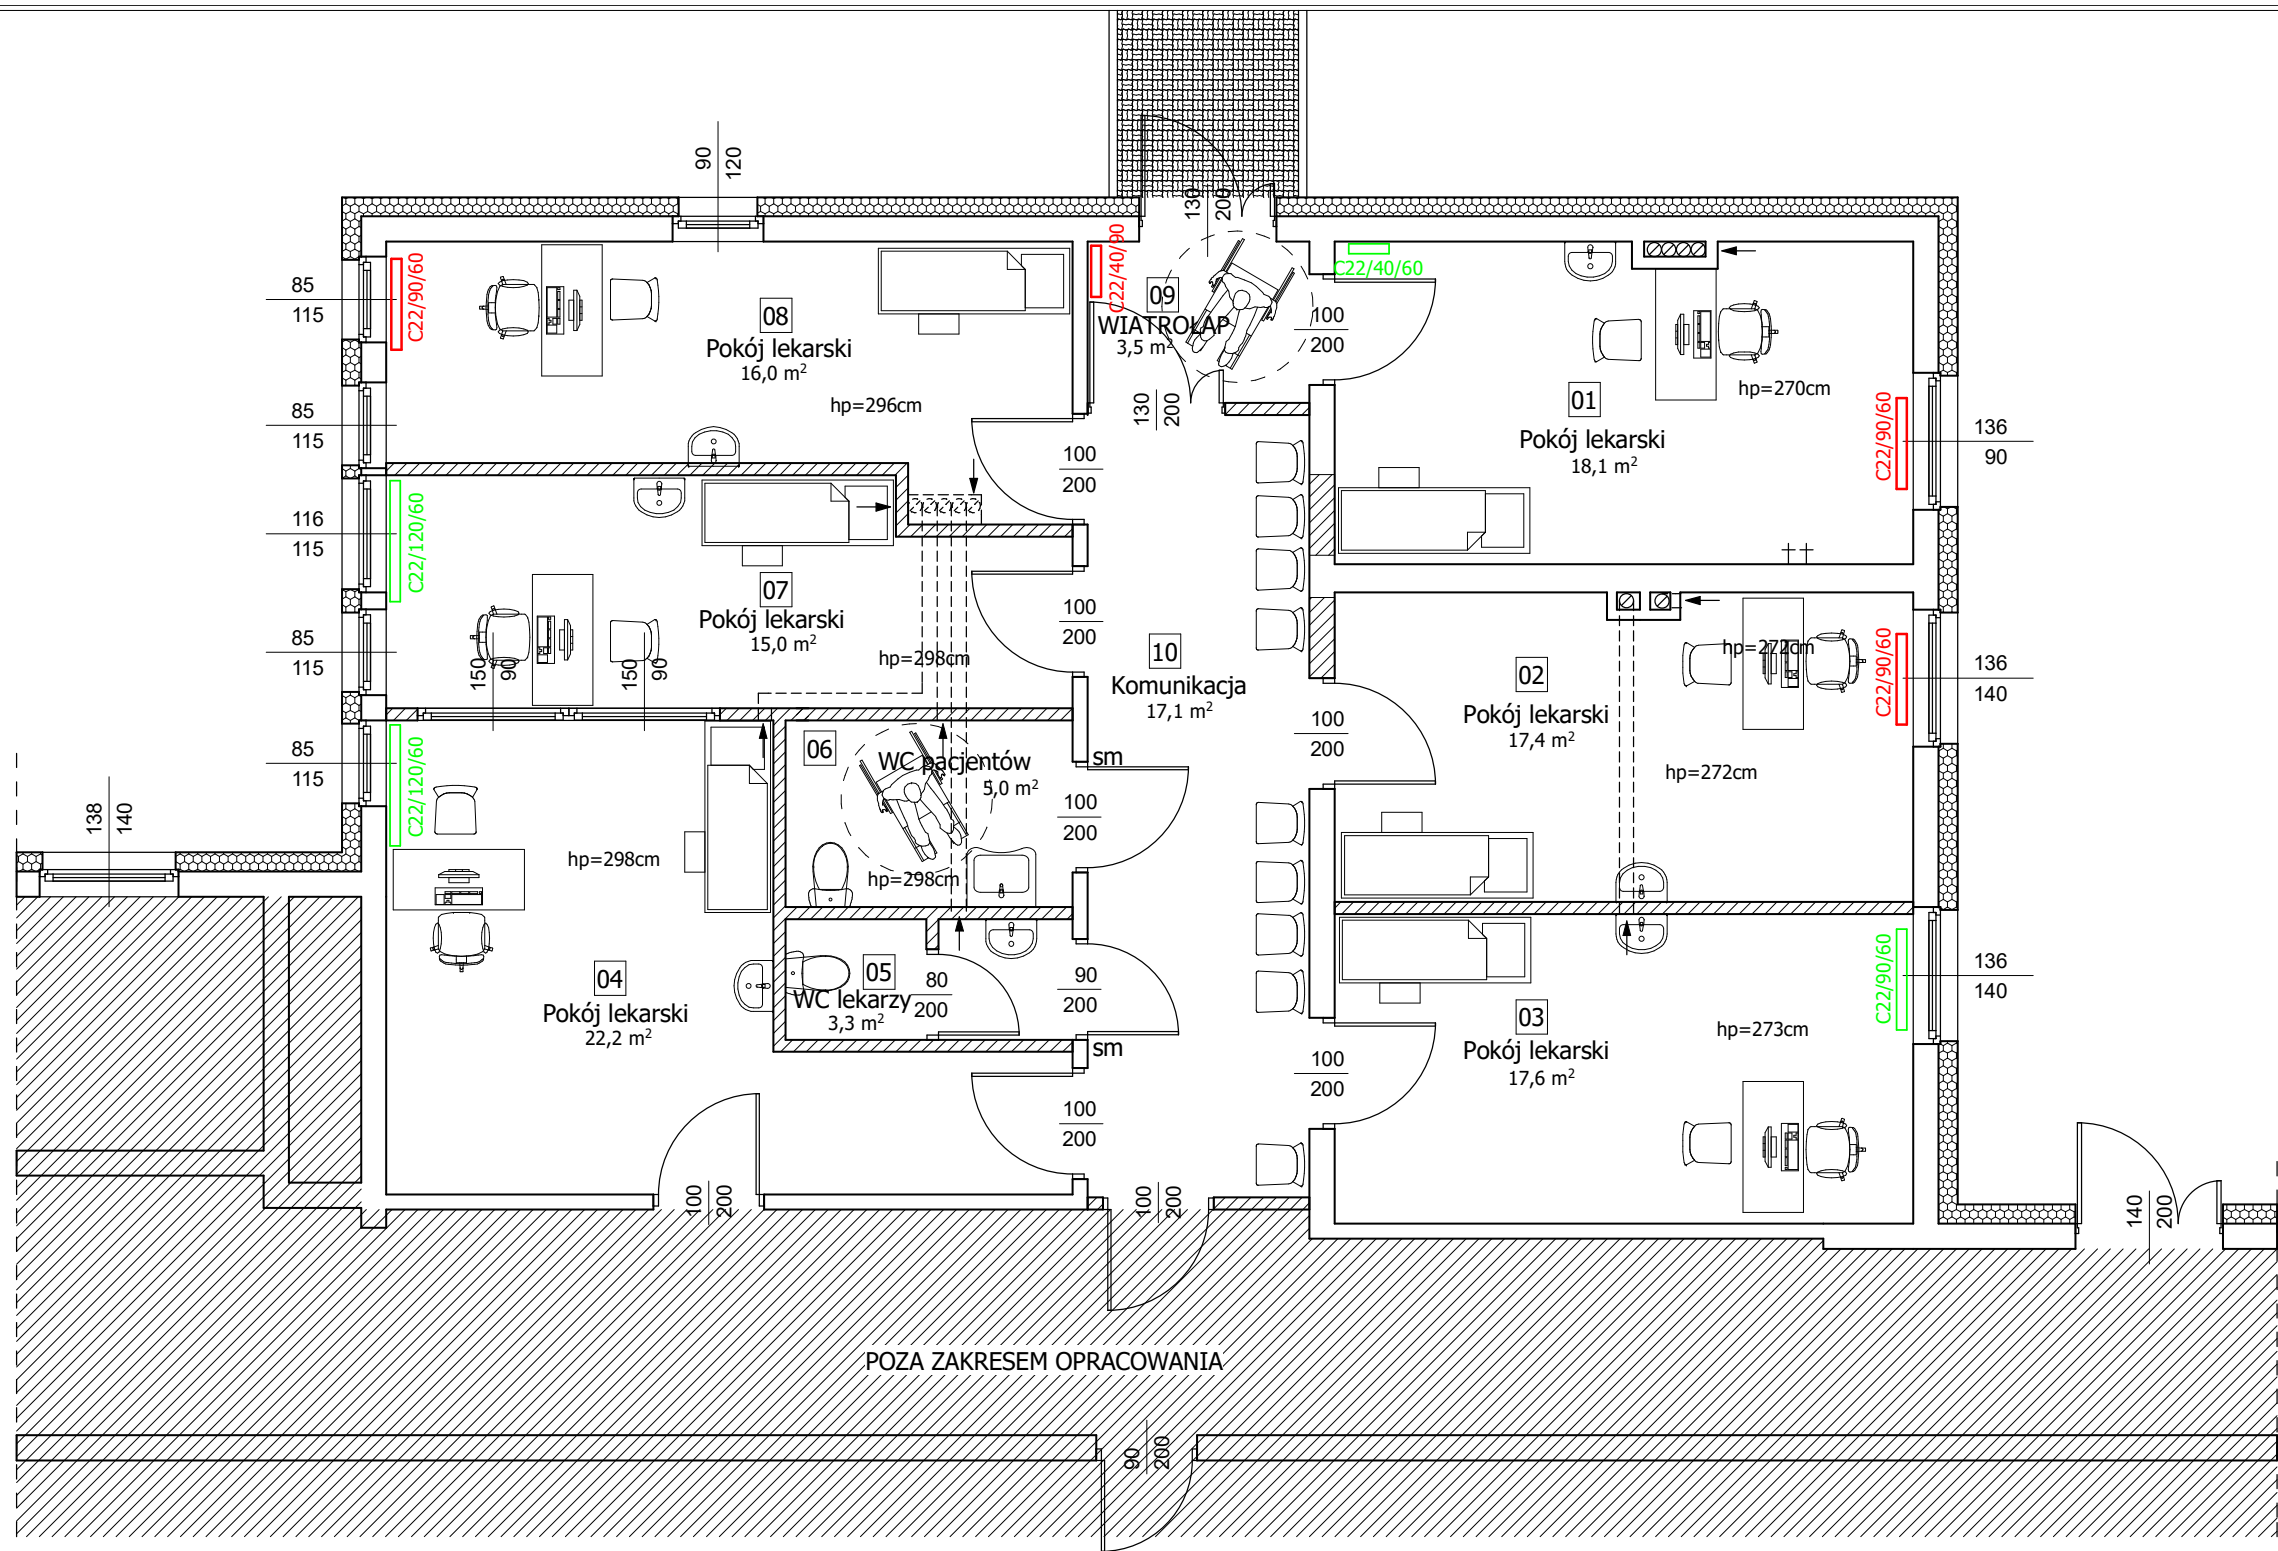 90
120
130
200
85
115
C22/90/60
08
Pokój lekarski
16,0 m²
hp=296cm
C22/40/90
09
WIATROŁAP
3,5 m²
100
200
C22/40/60
01
Pokój lekarski
18,1 m²
hp=270cm
C22/90/60
136
90
85
115
130
200
100
200
116
115
C22/120/60
07
Pokój lekarski
15,0 m²
hp=298cm
100
200
85
115
150
90
150
90
10
Komunikacja
17,1 m²
02
Pokój lekarski
17,4 m²
hp=272cm
hp=272cm
C22/90/60
136
140
100
200
85
115
C22/120/60
138
140
06
WC pacjentów
5,0 m²
hp=298cm
sm
100
200
hp=298cm
04
Pokój lekarski
22,2 m²
05
WC lekarzy
3,3 m²
80
200
90
200
sm
03
Pokój lekarski
17,6 m²
hp=273cm
C22/90/60
136
140
100
200
100
200
100
200
100
200
140
200
POZA ZAKRESEM OPRACOWANIA
90
200